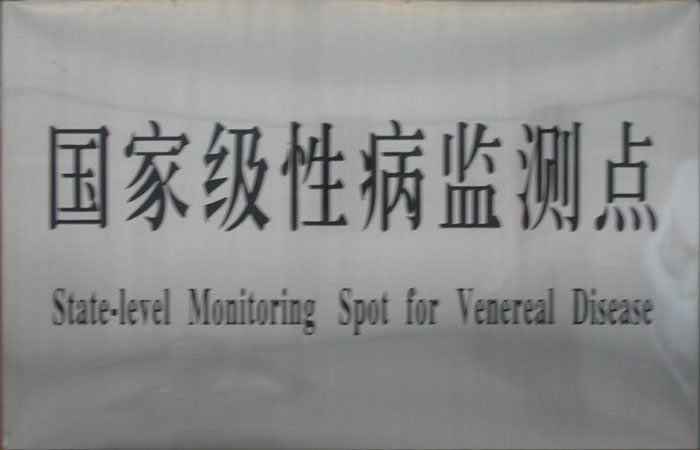 国家级性病监测点
State-level Monitoring Spot for Venereal Disease